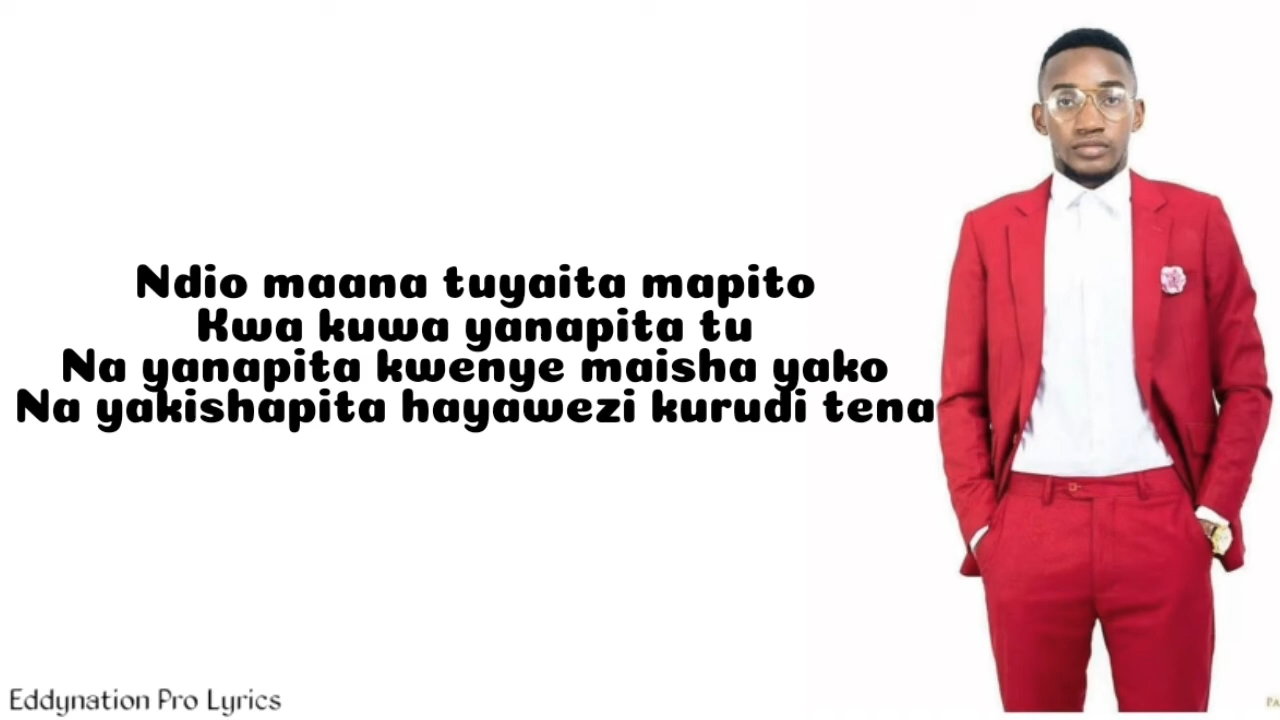 Ndio maana tuyaita mapito
Kwa kuwa yanapita tu
Na yanapita kwenye maisha yako
Na yakishapita hayawezi kurudi tena
Eddynation Pro Lyrics